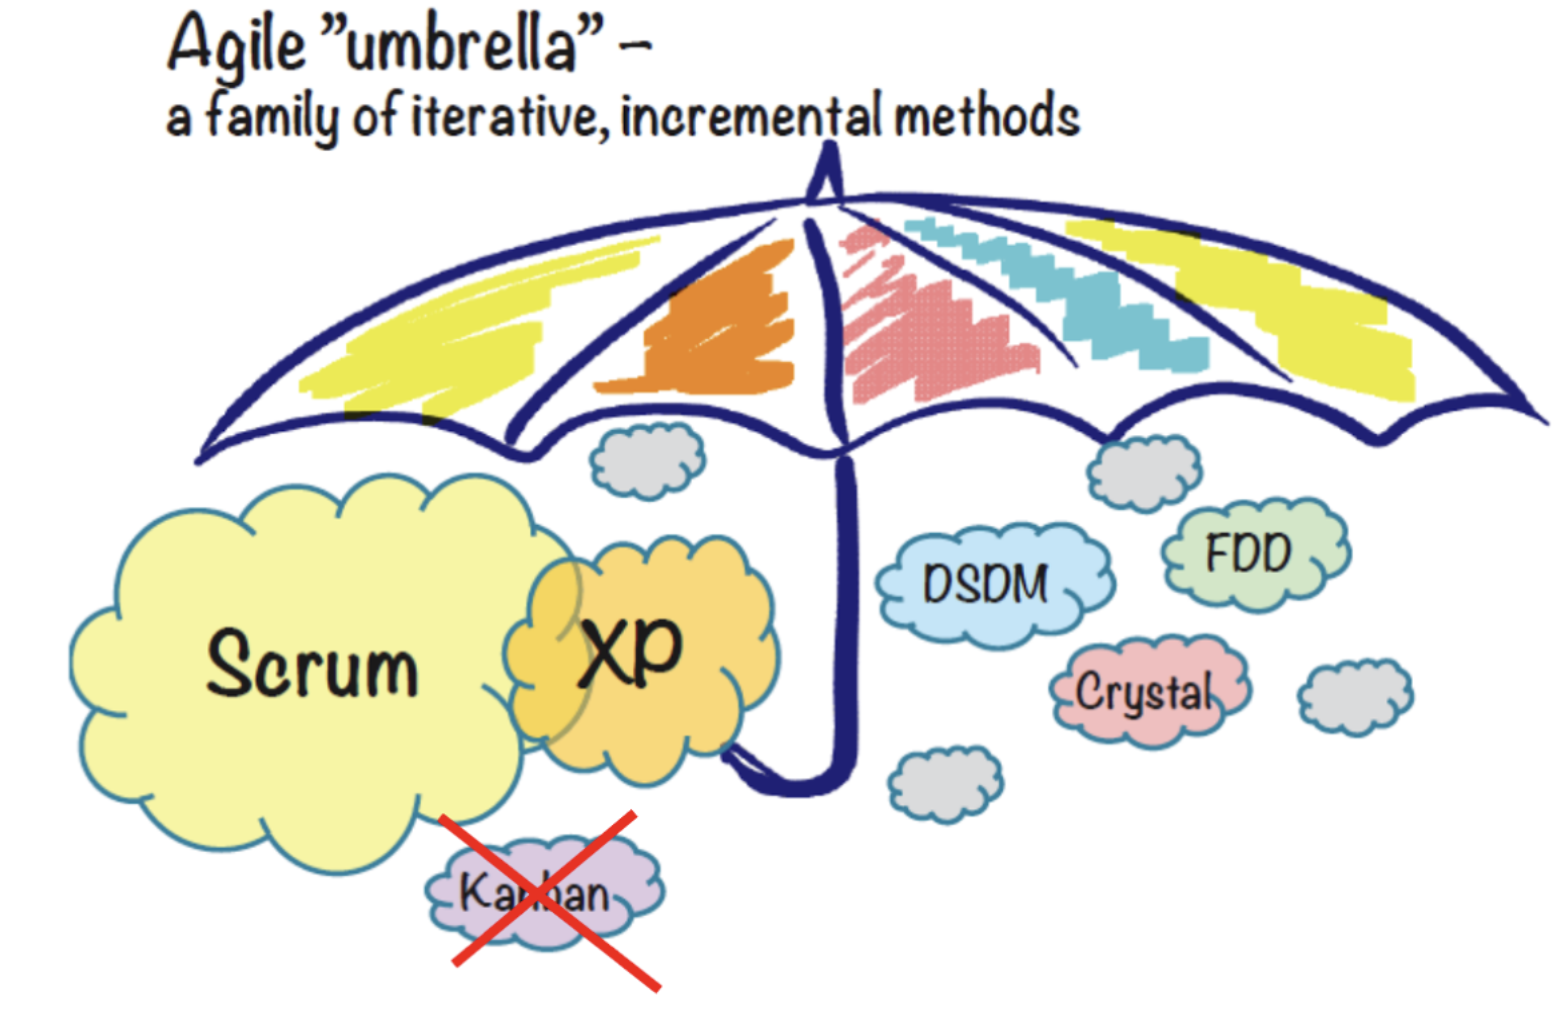 Agile ”umbrella” –
a family of iterative, incremental methods
Scrum
XP
DSDM
FDD
Crystal
Kanban